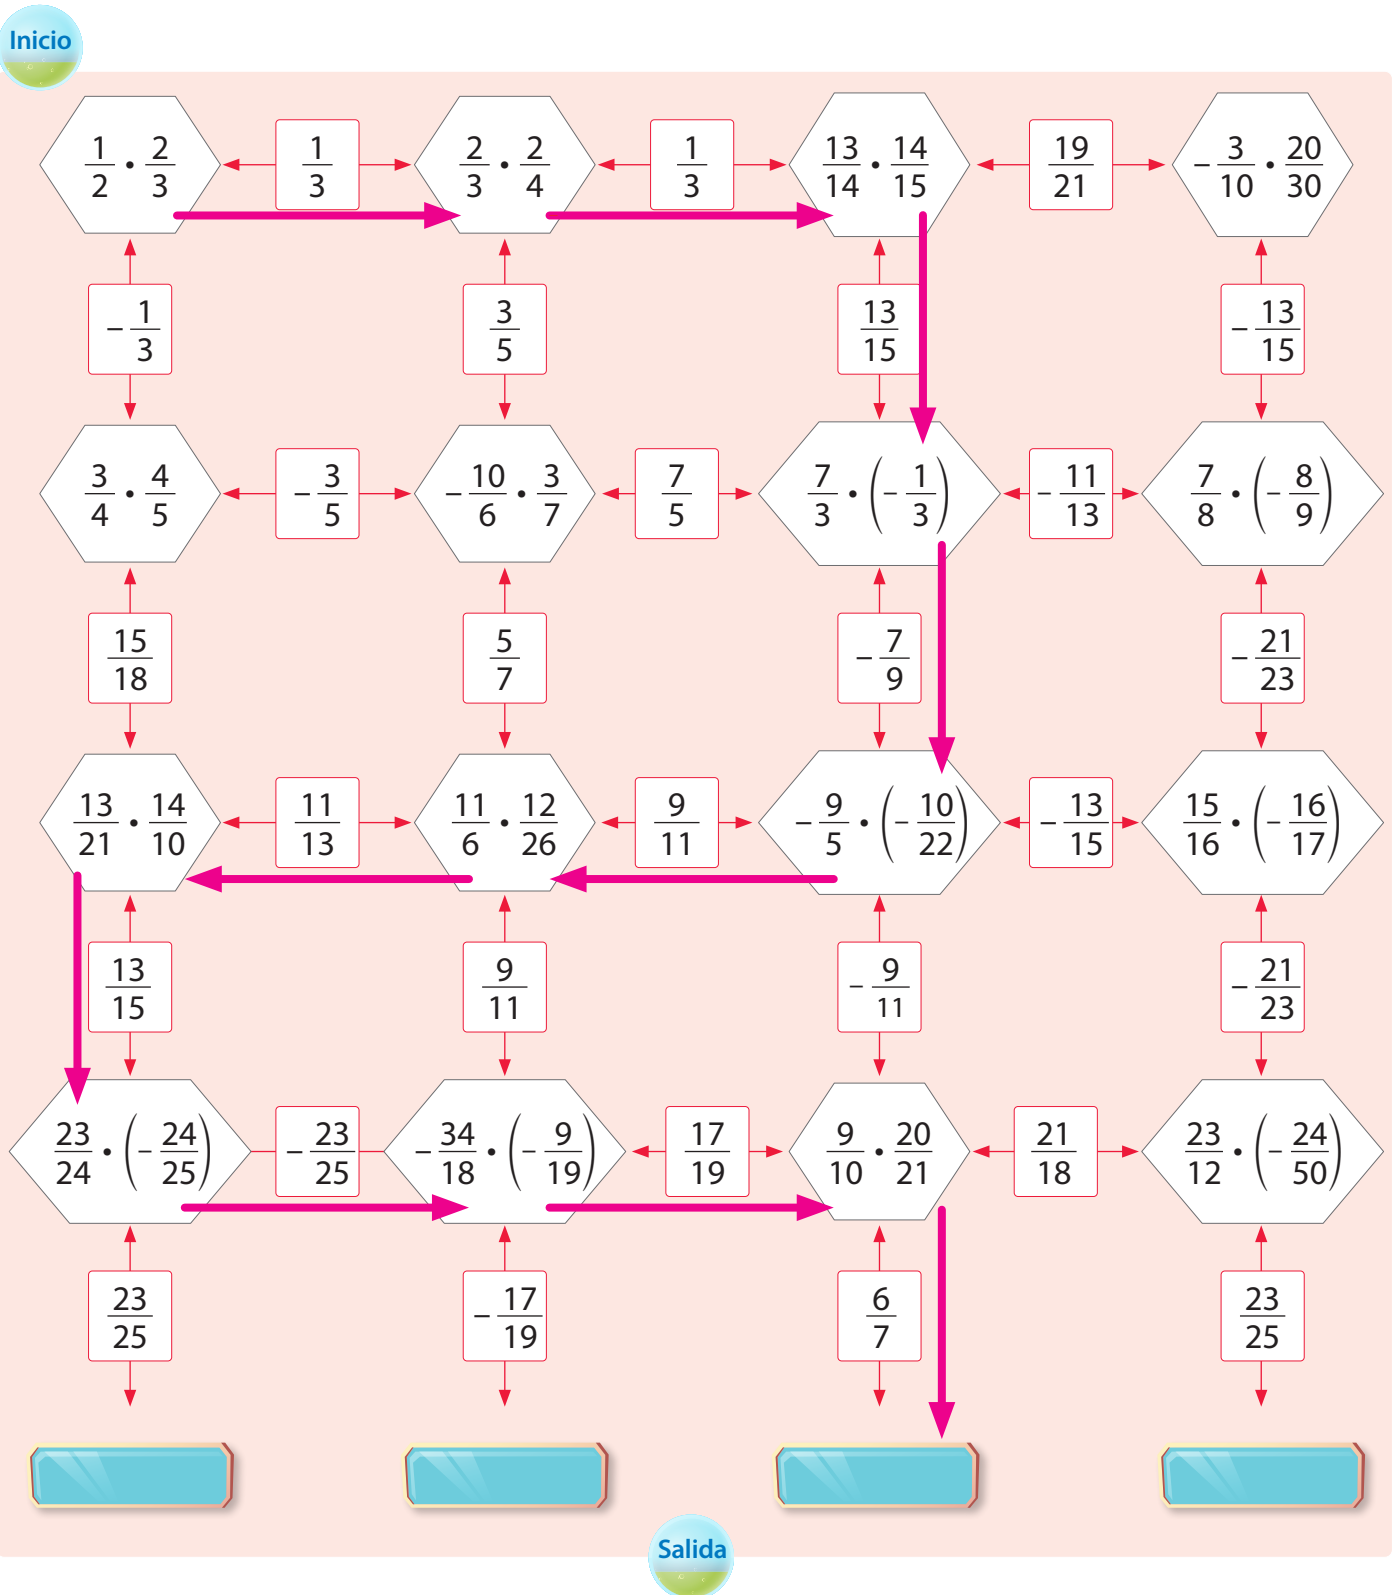 Inicio
1/2 • 2/3 1/3 2/3 • 2/4 1/3 13/14 • 14/15 19/21 −3/10 • 20/30
−1/3 3/5 13/15 −13/15
3/4 • 4/5 −3/5 −10/6 • 3/7 7/5 7/3 • (−1/3) −11/13 7/8 • (−8/9)
15/18 5/7 −7/9 −21/23
13/21 • 14/10 11/13 11/6 • 12/26 9/11 −9/5 • (−10/22) −13/15 15/16 • (−16/17)
13/15 9/11 −9/11 −21/23
23/24 • (−24/25) −23/25 −34/18 • (−9/19) 17/19 9/10 • 20/21 21/18 23/12 • (−24/50)
23/25 −17/19 6/7 23/25
Salida